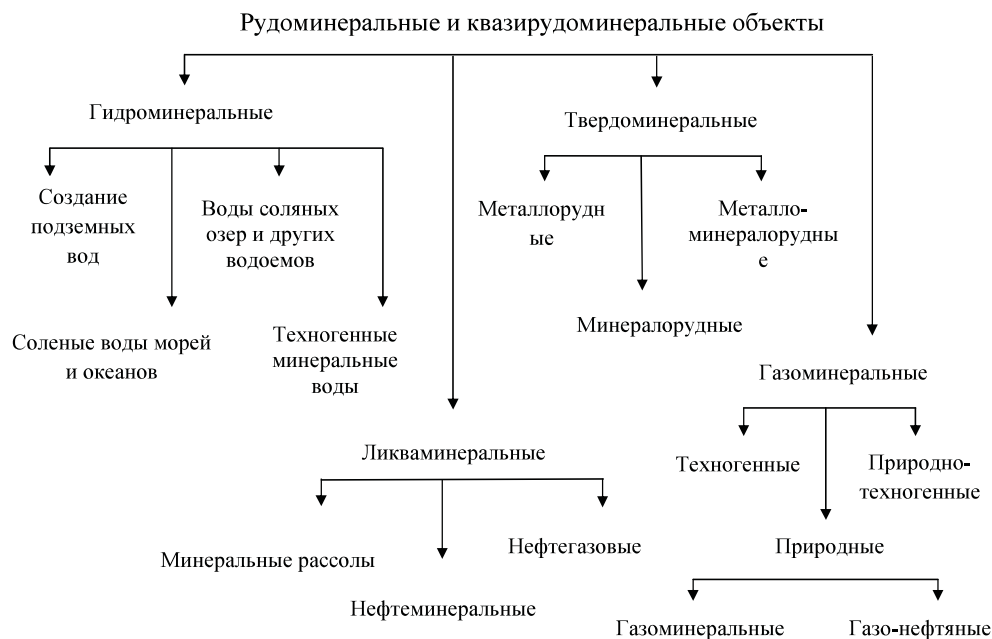 Рудоминеральные и квазирудоминеральные объекты
Гидроминеральные
Твердоминеральные
Создание
подземных
вод
Воды соляных
озер и других
водоемов
Металлорудн
ые
Металло-
минералорудны
е
Соленые воды морей
и океанов
Техногенные
минеральные
воды
Минералорудные
Газоминеральные
Ликваминеральные
Техногенные
Природно-
техногенные
Минеральные рассолы
Нефтегазовые
Природные
Нефтеминеральные
Газоминеральные
Газо-нефтяные